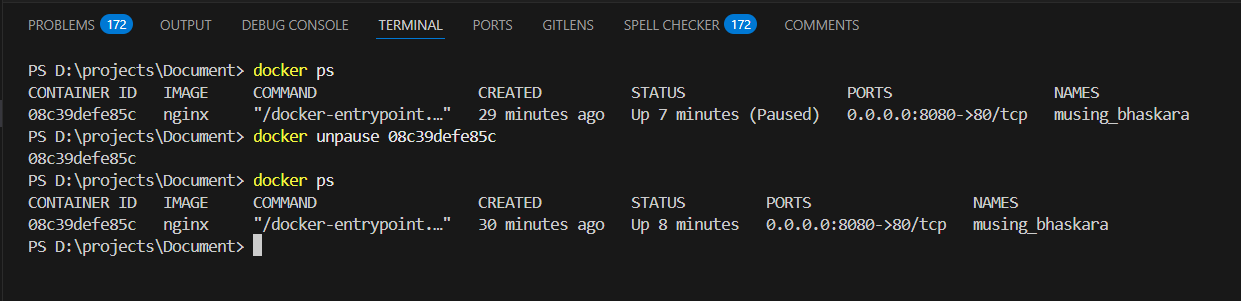 PROBLEMS 172 OUTPUT DEBUG CONSOLE TERMINAL PORTS GITLENS SPELL CHECKER 172 COMMENTS
PS D:\projects\Document> docker ps
CONTAINER ID   IMAGE     COMMAND                  CREATED          STATUS                  PORTS                  NAMES
08c39defe85c   nginx     "/docker-entrypoint.…"   29 minutes ago   Up 7 minutes (Paused)   0.0.0.0:8080->80/tcp   musing_bhaskara
PS D:\projects\Document> docker unpause 08c39defe85c
08c39defe85c
PS D:\projects\Document> docker ps
CONTAINER ID   IMAGE     COMMAND                  CREATED          STATUS         PORTS                  NAMES
08c39defe85c   nginx     "/docker-entrypoint.…"   30 minutes ago   Up 8 minutes   0.0.0.0:8080->80/tcp   musing_bhaskara
PS D:\projects\Document>